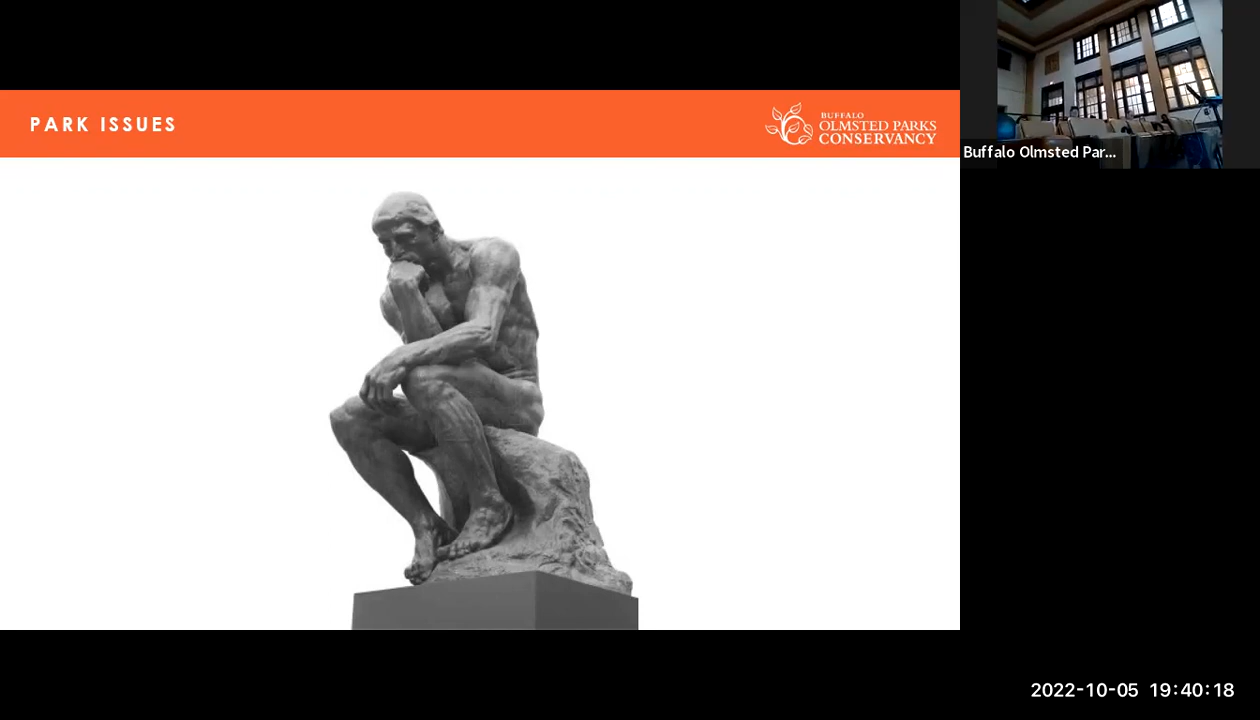 PARK ISSUES
BUFFALO
OLMSTED PARKS
CONSERVANCY
Buffalo Olmsted Par...
2022-10-05 19:40:18